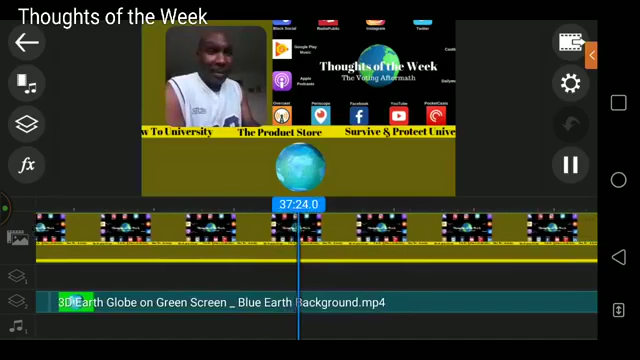 Thoughts of the Week
Black Social
RadioPublic
Instagram
Twitter
Google Play
Music
Thoughts of the Week
The Voting Aftermath
Apple
Podcasts
Overcast
Periscope
Facebook
YouTube
PocketCasts
w To University
The Product Store
Survive & Protect Unive
fx
37:24.0
3D Earth Globe on Green Screen _ Blue Earth Background.mp4